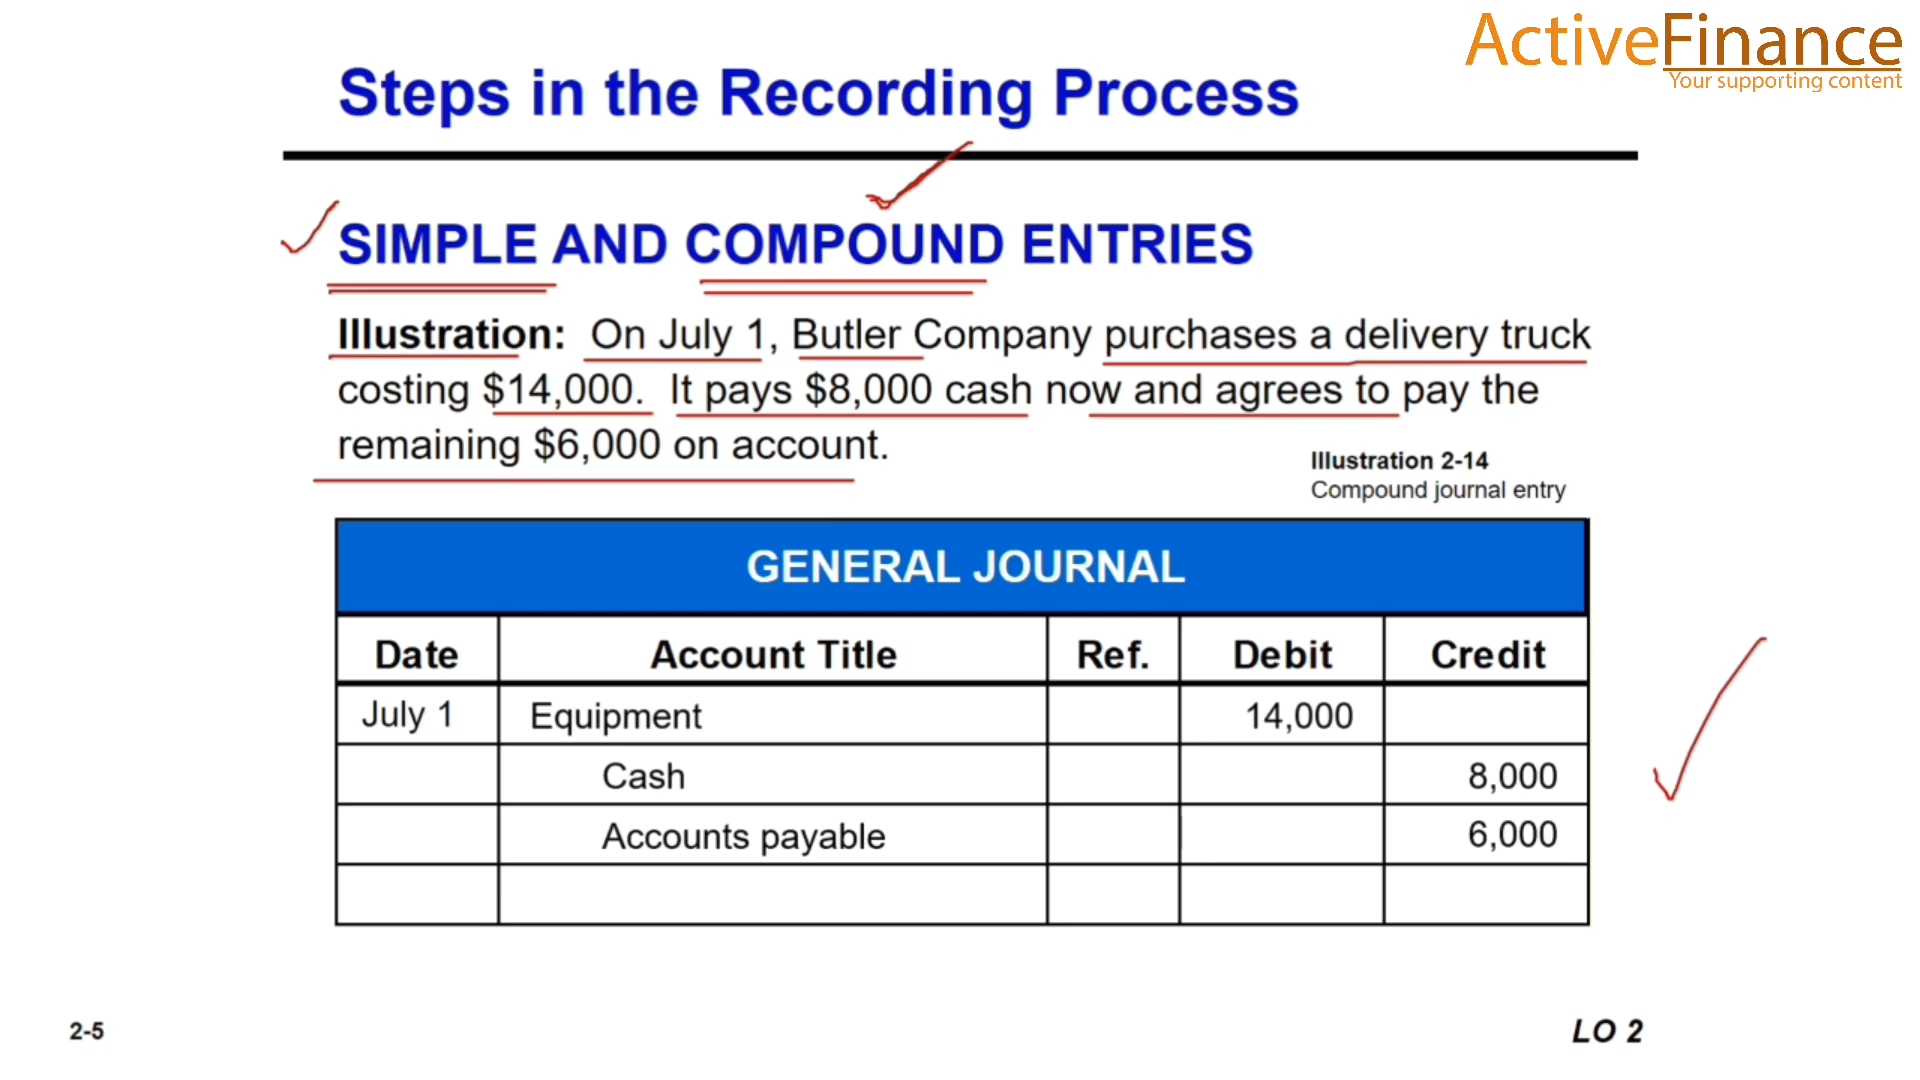 ActiveFinance
Your supporting content
Steps in the Recording Process
SIMPLE AND COMPOUND ENTRIES
Illustration: On July 1, Butler Company purchases a delivery truck
costing $14,000. It pays $8,000 cash now and agrees to pay the
remaining $6,000 on account.
Illustration 2-14
Compound journal entry
GENERAL JOURNAL
Date Account Title Ref. Debit Credit
July 1 Equipment 14,000
Cash 8,000
Accounts payable 6,000
2-5 LO 2